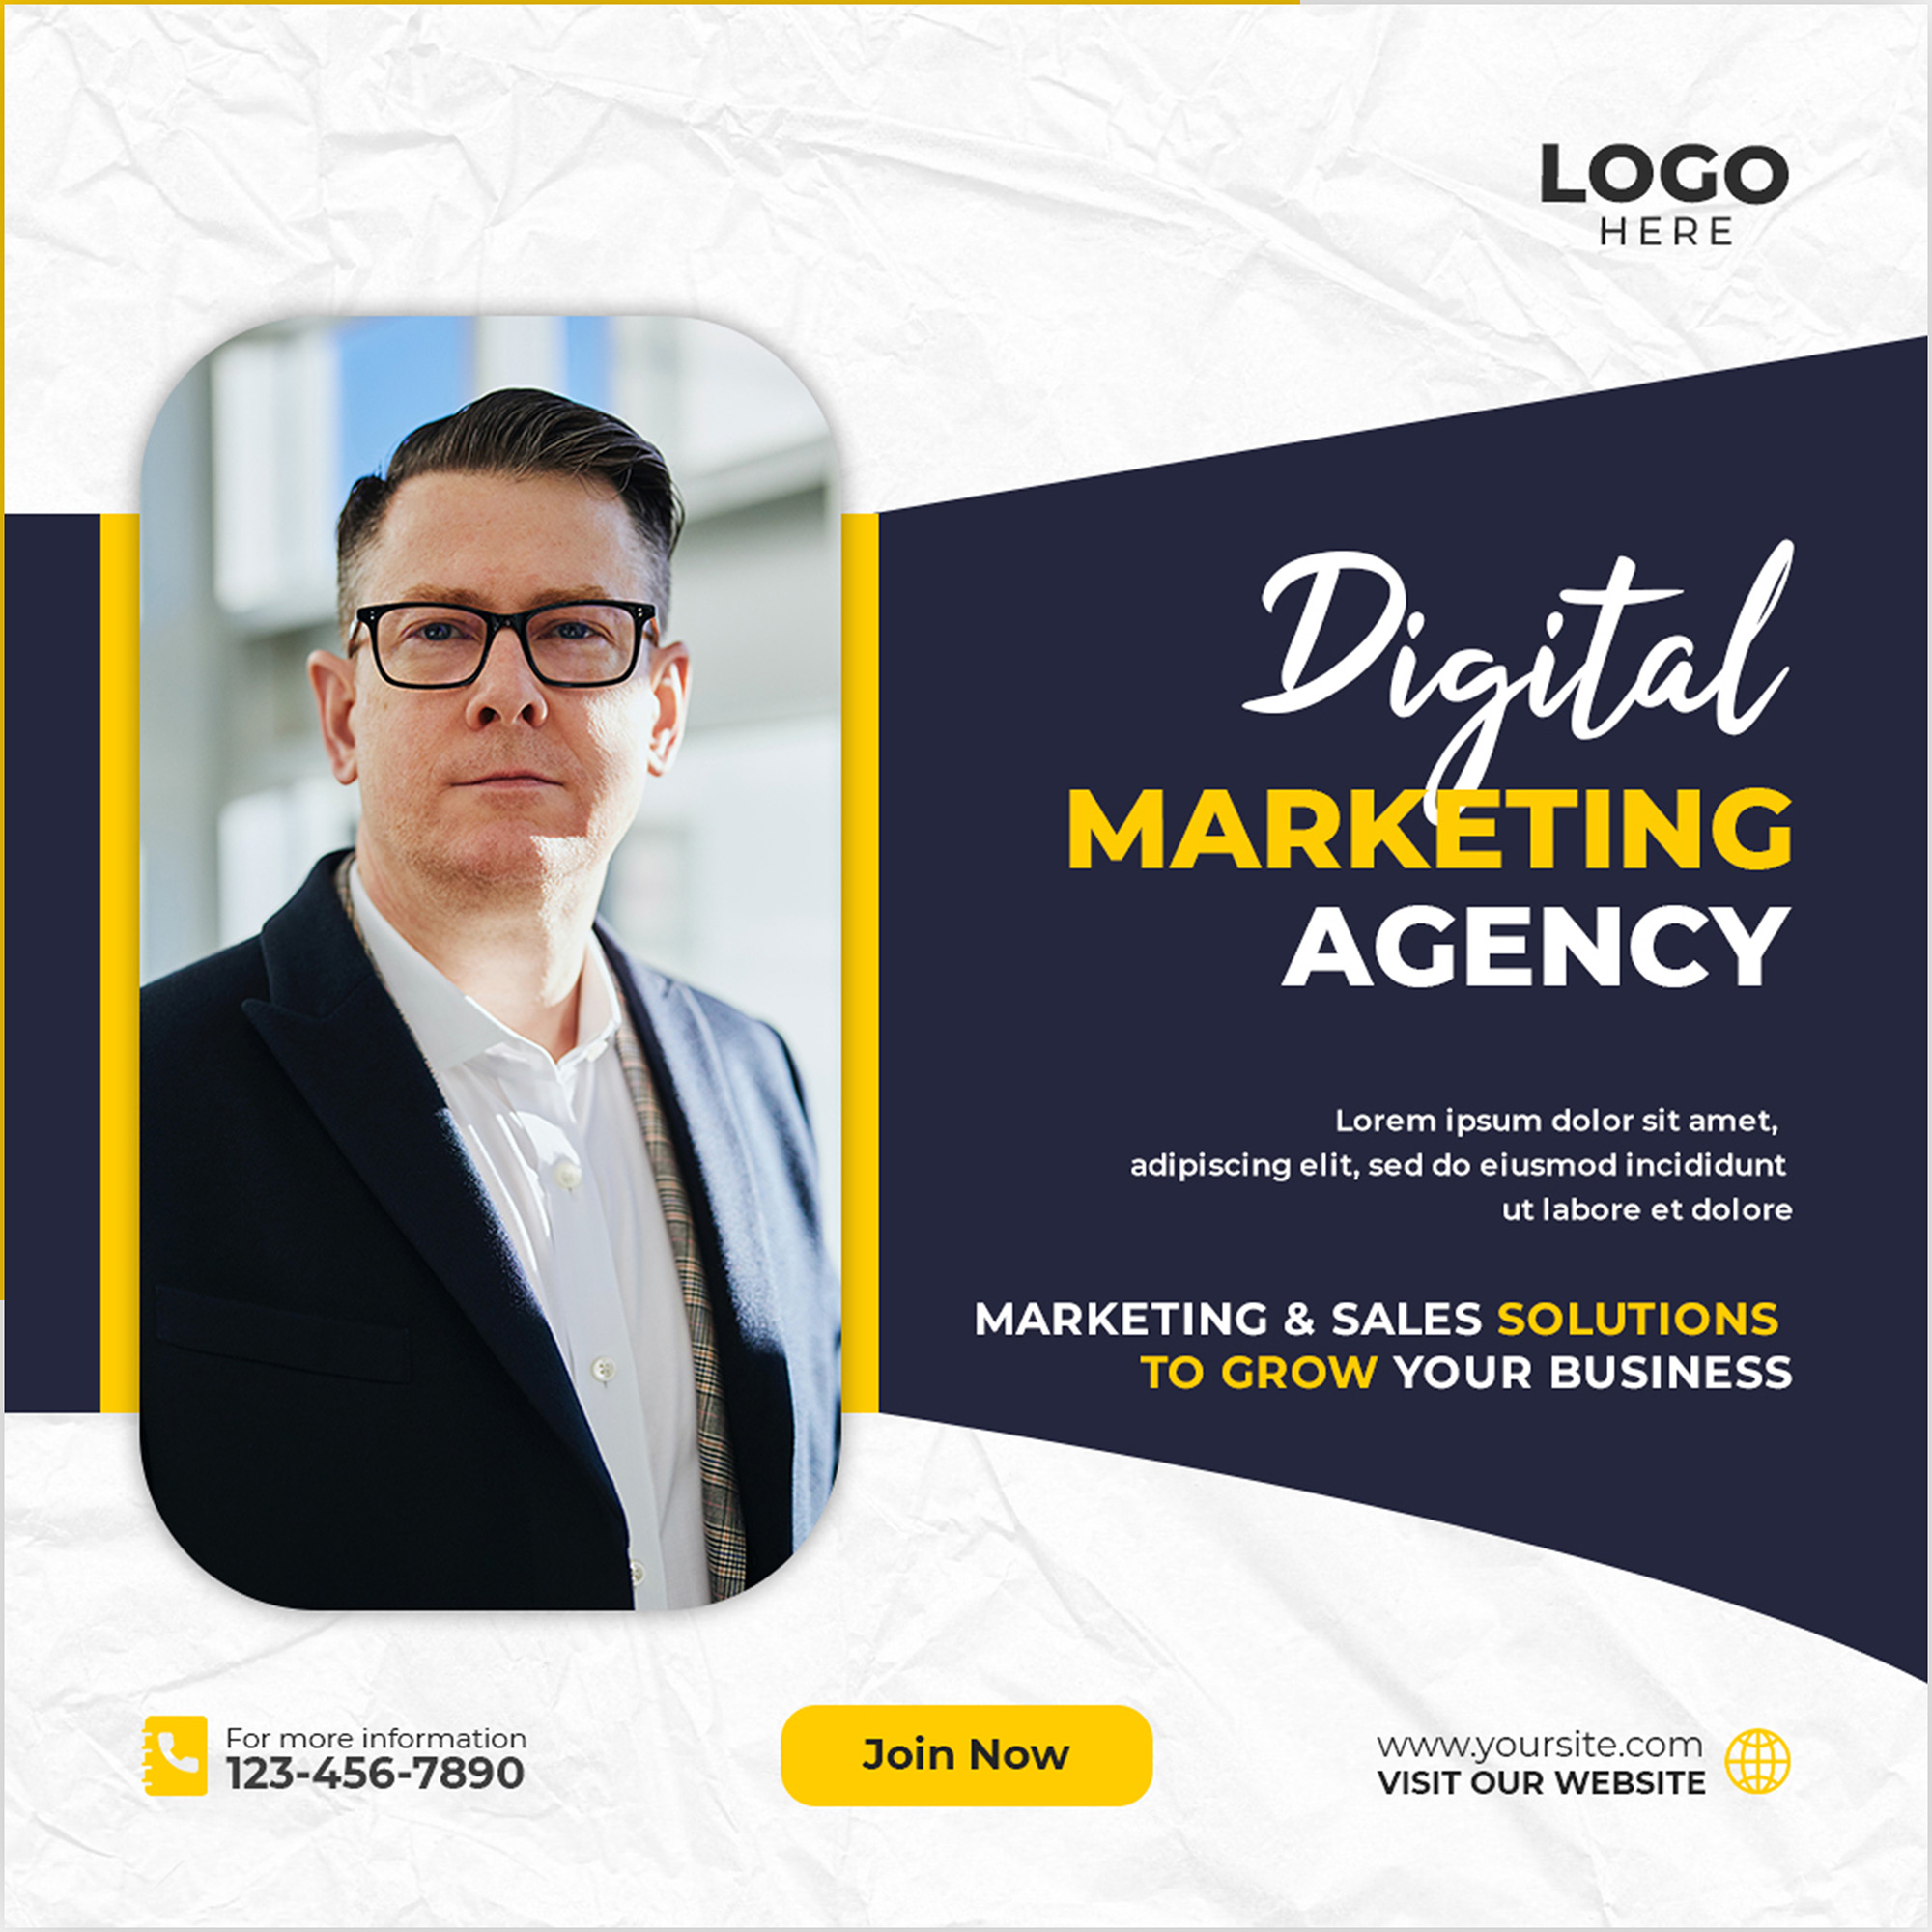 LOGO
HERE
Digital
MARKETING
AGENCY
Lorem ipsum dolor sit amet,
adipiscing elit, sed do eiusmod incididunt
ut labore et dolore
MARKETING & SALES SOLUTIONS
TO GROW YOUR BUSINESS
For more information
123-456-7890
Join Now
www.yoursite.com
VISIT OUR WEBSITE